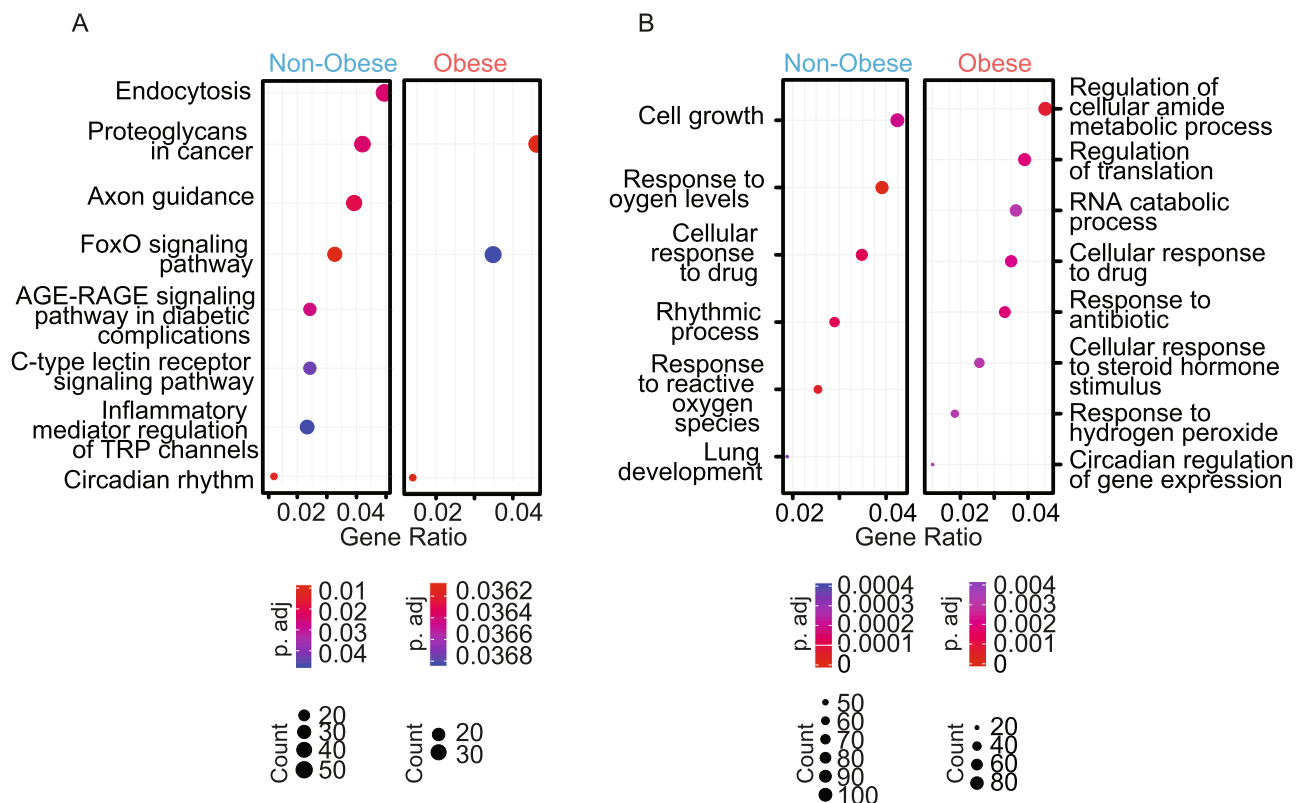 A
Non-Obese
Obese
Endocytosis
Proteoglycans
in cancer
Axon guidance
FoxO signaling
pathway
AGE-RAGE signaling
pathway in diabetic
complications
C-type lectin receptor
signaling pathway
Inflammatory
mediator regulation
of TRP channels
Circadian rhythm
0.02
0.04
0.02
0.04
Gene Ratio
p. adj
0.01
0.02
0.03
0.04
p. adj
0.0362
0.0364
0.0366
0.0368
Count
20
30
40
50
Count
20
30
B
Non-Obese
Obese
Cell growth
Response to
oygen levels
Cellular
response
to drug
Rhythmic
process
Response
to reactive
oxygen
species
Lung
development
Regulation of
cellular amide
metabolic process
Regulation
of translation
RNA catabolic
process
Cellular response
to drug
Response to
antibiotic
Cellular response
to steroid hormone
stimulus
Response to
hydrogen peroxide
Circadian regulation
of gene expression
0.02
0.04
0.02
0.04
Gene Ratio
p. adj
0.0004
0.0003
0.0002
0.0001
0
p. adj
0.004
0.003
0.002
0.001
0
Count
50
60
70
80
90
100
Count
20
40
60
80